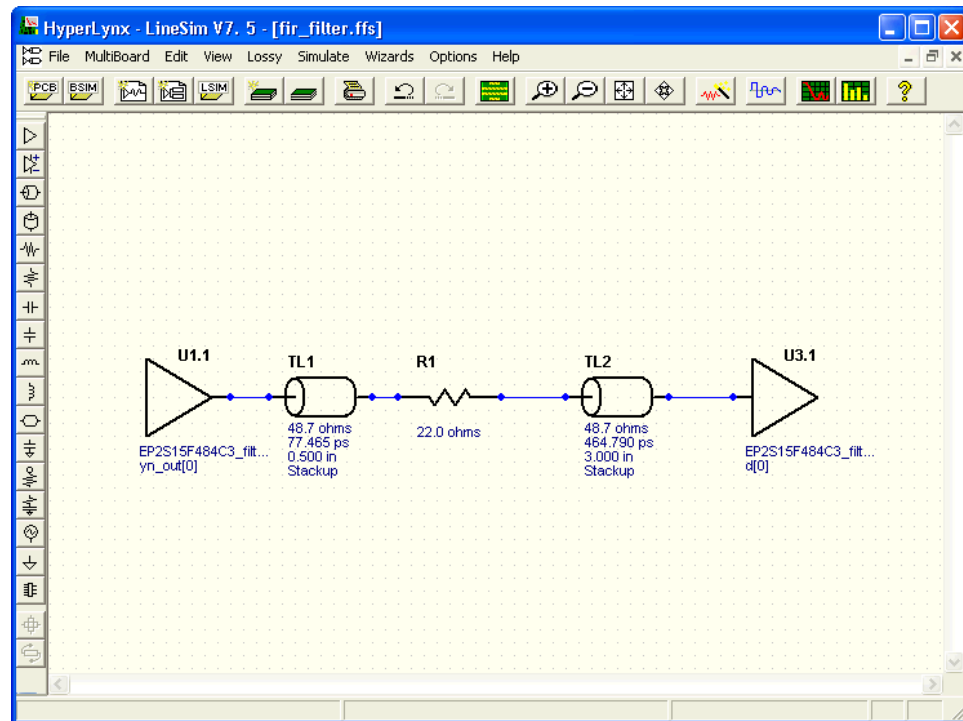 HyperLynx - LineSim V7. 5 - [fir_filter.ffs]
File MultiBoard Edit View Lossy Simulate Wizards Options Help
PCB BSIM LSIM
U1.1
TL1
R1
TL2
U3.1
48.7 ohms
77.465 ps
0.500 in
Stackup
22.0 ohms
48.7 ohms
464.790 ps
3.000 in
Stackup
EP2S15F484C3_filt...
yn_out[0]
EP2S15F484C3_filt...
d[0]